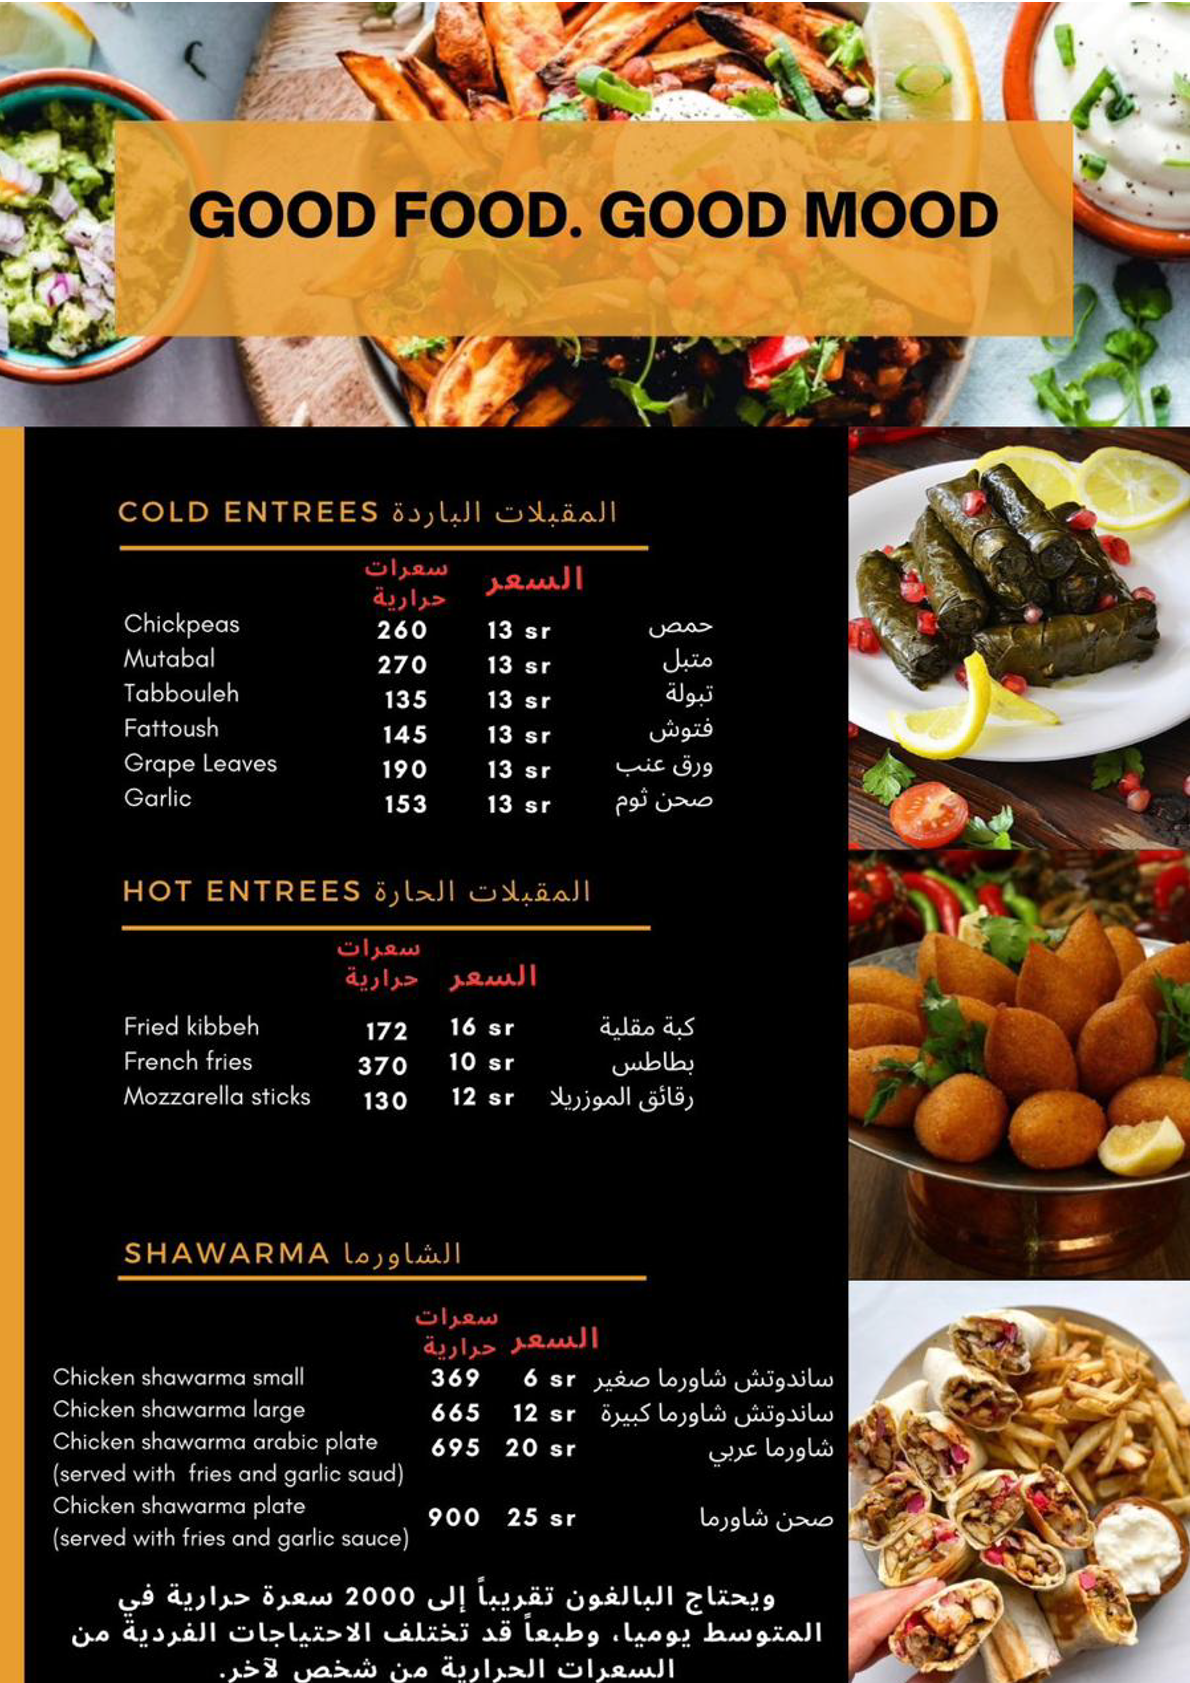 GOOD FOOD. GOOD MOOD
COLD ENTREES المقبلات الباردة
سعرات حرارية السعر
Chickpeas 260 13 sr حمص
Mutabal 270 13 sr متبل
Tabbouleh 135 13 sr تبولة
Fattoush 145 13 sr فتوش
Grape Leaves 190 13 sr ورق عنب
Garlic 153 13 sr صحن ثوم
HOT ENTREES المقبلات الحارة
سعرات حرارية السعر
Fried kibbeh 172 16 sr كبة مقلية
French fries 370 10 sr بطاطس
Mozzarella sticks 130 12 sr رقائق الموزريلا
SHAWARMA الشاورما
سعرات حرارية السعر
Chicken shawarma small 369 6 sr ساندوتش شاورما صغير
Chicken shawarma large 665 12 sr ساندوتش شاورما كبيرة
Chicken shawarma arabic plate 695 20 sr شاورما عربي
(served with fries and garlic saud)
Chicken shawarma plate 900 25 sr صحن شاورما
(served with fries and garlic sauce)
ويحتاج البالغون تقريباً إلى 2000 سعرة حرارية في
المتوسط يوميا، وطبعاً قد تختلف الاحتياجات الفردية من
السعرات الحرارية من شخص لآخر.